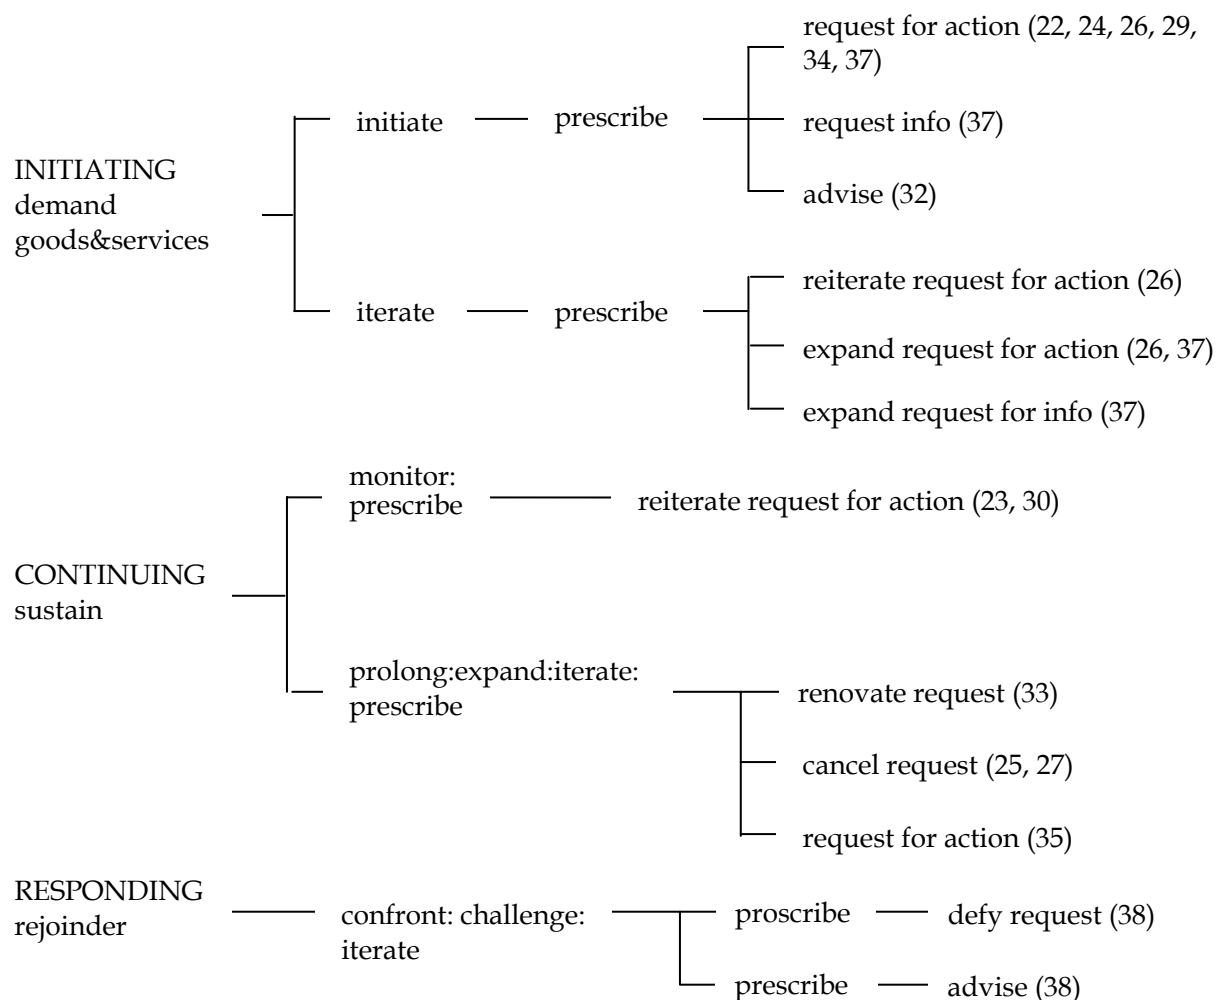 request for action (22, 24, 26, 29,
34, 37)
initiate
prescribe
request info (37)
INITIATING
demand
goods&services
advise (32)
iterate
prescribe
reiterate request for action (26)
expand request for action (26, 37)
expand request for info (37)
monitor:
prescribe
reiterate request for action (23, 30)
CONTINUING
sustain
prolong:expand:iterate:
prescribe
renovate request (33)
cancel request (25, 27)
request for action (35)
RESPONDING
rejoinder
confront: challenge:
iterate
proscribe
defy request (38)
prescribe
advise (38)